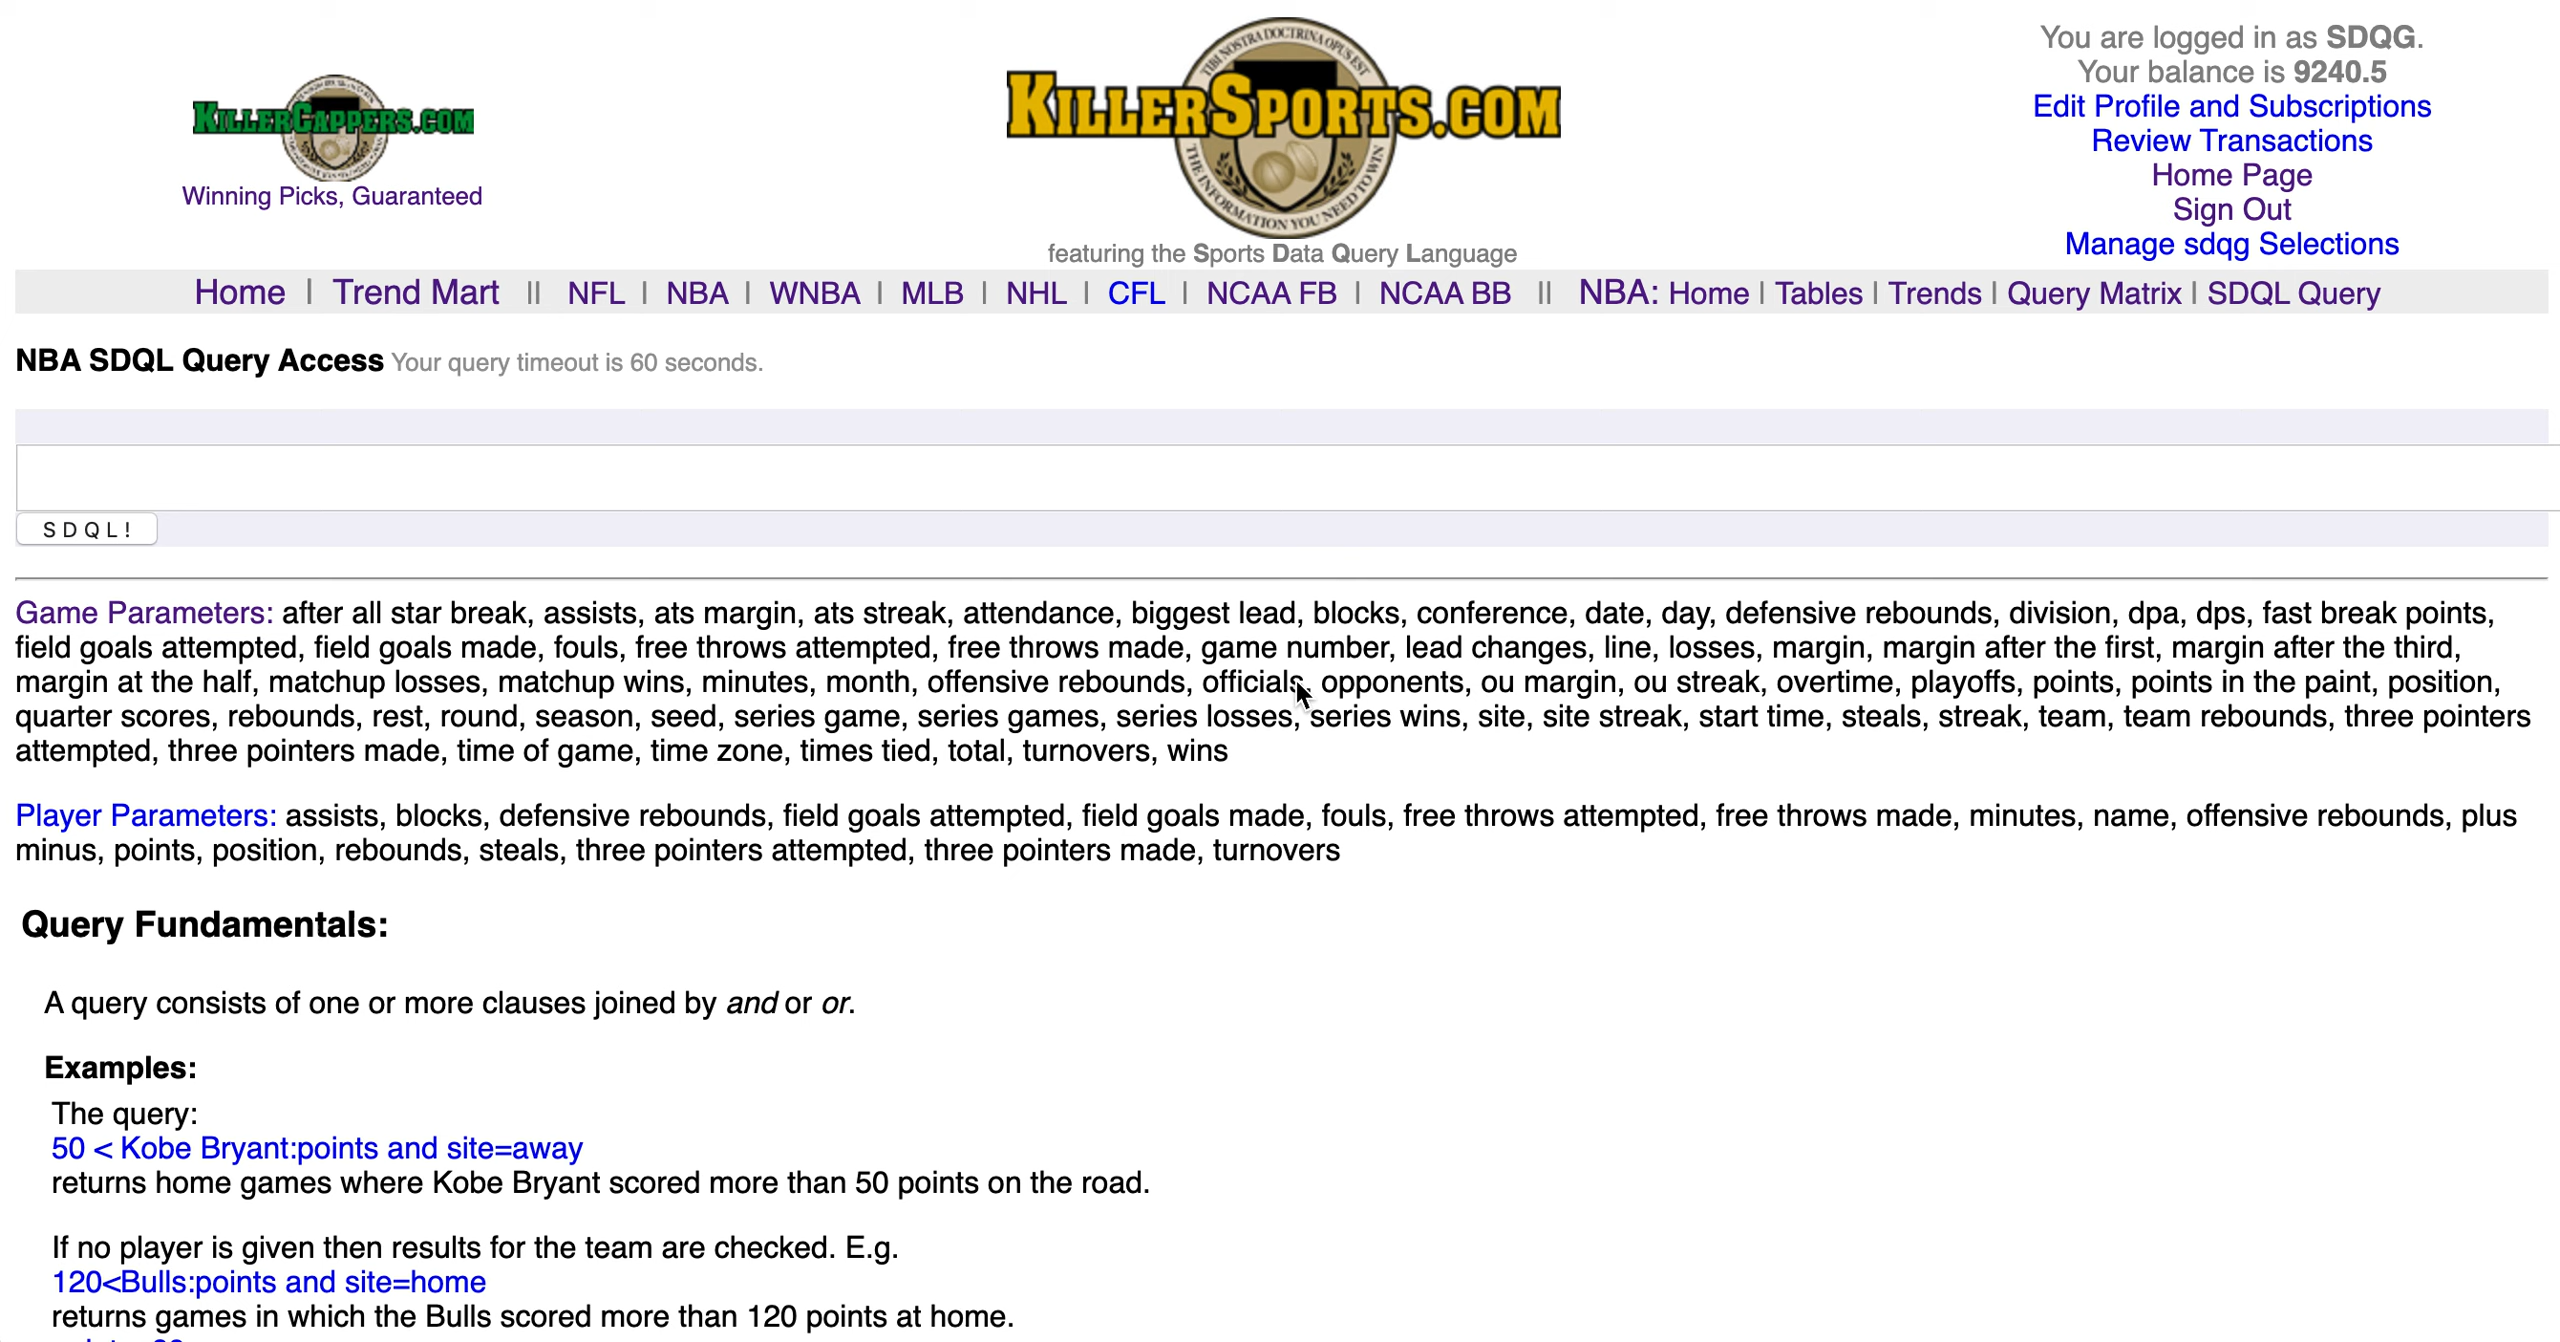 KILLERCAPPERS.COM
Winning Picks, Guaranteed
TIBI NOSTRA DOCTRINA OPUS EST
KILLERSPORTS.COM
THE INFORMATION YOU NEED TO WIN
featuring the Sports Data Query Language
You are logged in as SDQG.
Your balance is 9240.5
Edit Profile and Subscriptions
Review Transactions
Home Page
Sign Out
Manage sdqg Selections
Home | Trend Mart || NFL | NBA | WNBA | MLB | NHL | CFL | NCAA FB | NCAA BB || NBA: Home | Tables | Trends | Query Matrix | SDQL Query
NBA SDQL Query Access Your query timeout is 60 seconds.
S D Q L !
Game Parameters: after all star break, assists, ats margin, ats streak, attendance, biggest lead, blocks, conference, date, day, defensive rebounds, division, dpa, dps, fast break points,
field goals attempted, field goals made, fouls, free throws attempted, free throws made, game number, lead changes, line, losses, margin, margin after the first, margin after the third,
margin at the half, matchup losses, matchup wins, minutes, month, offensive rebounds, officials, opponents, ou margin, ou streak, overtime, playoffs, points, points in the paint, position,
quarter scores, rebounds, rest, round, season, seed, series game, series games, series losses, series wins, site, site streak, start time, steals, streak, team, team rebounds, three pointers
attempted, three pointers made, time of game, time zone, times tied, total, turnovers, wins
Player Parameters: assists, blocks, defensive rebounds, field goals attempted, field goals made, fouls, free throws attempted, free throws made, minutes, name, offensive rebounds, plus
minus, points, position, rebounds, steals, three pointers attempted, three pointers made, turnovers
Query Fundamentals:
A query consists of one or more clauses joined by and or or.
Examples:
The query:
50 < Kobe Bryant:points and site=away
returns home games where Kobe Bryant scored more than 50 points on the road.
If no player is given then results for the team are checked. E.g.
120<Bulls:points and site=home
returns games in which the Bulls scored more than 120 points at home.